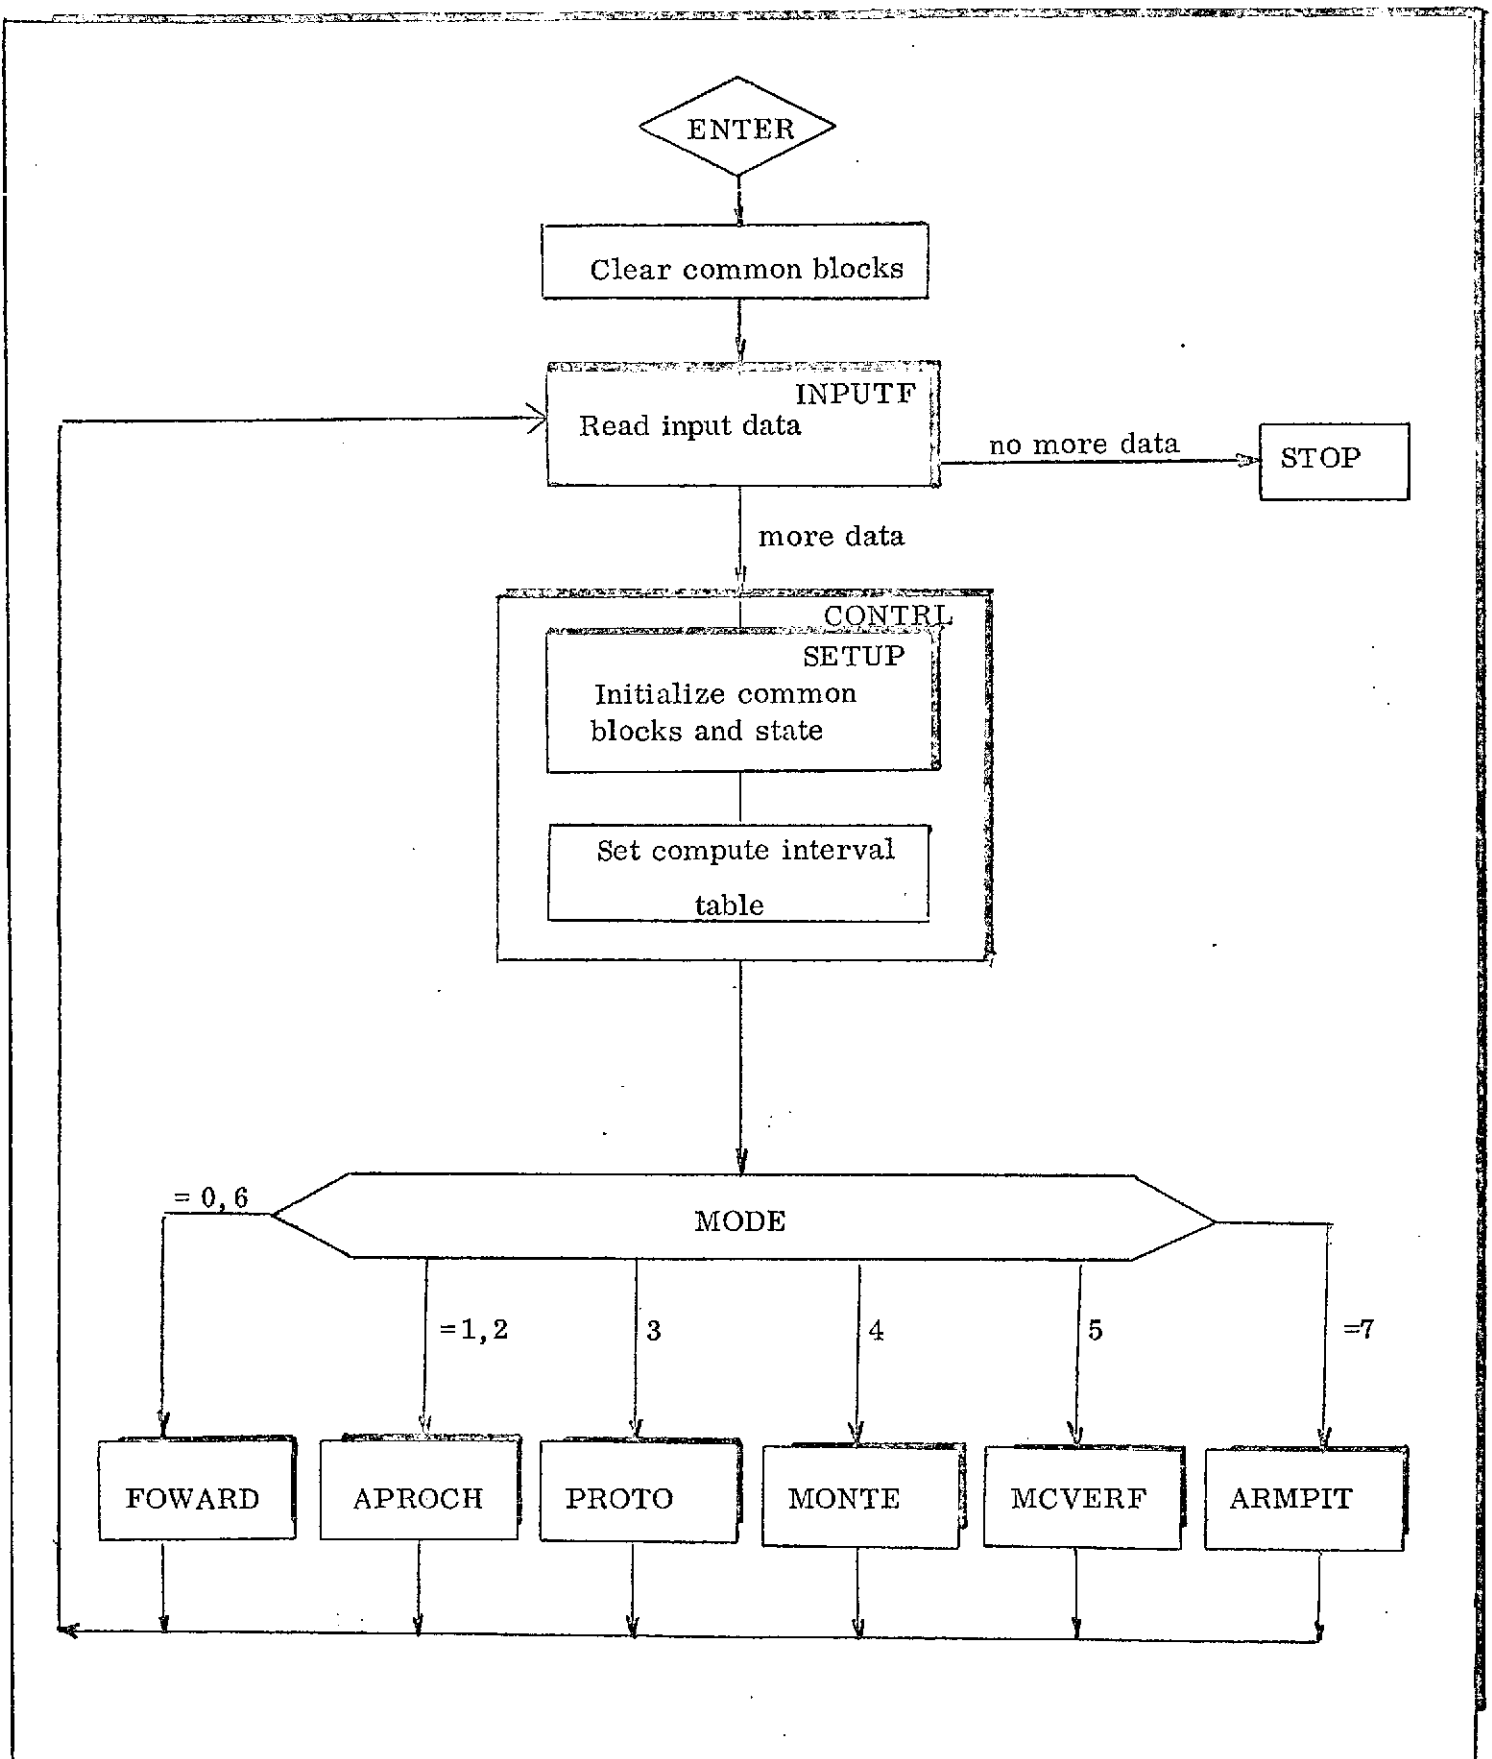 ENTER
Clear common blocks
INPUTF
Read input data
no more data
STOP
more data
CONTRL
SETUP
Initialize common
blocks and state
Set compute interval
table
= 0, 6
MODE
=1, 2
3
4
5
=7
FOWARD
APROCH
PROTO
MONTE
MCVERF
ARMPIT